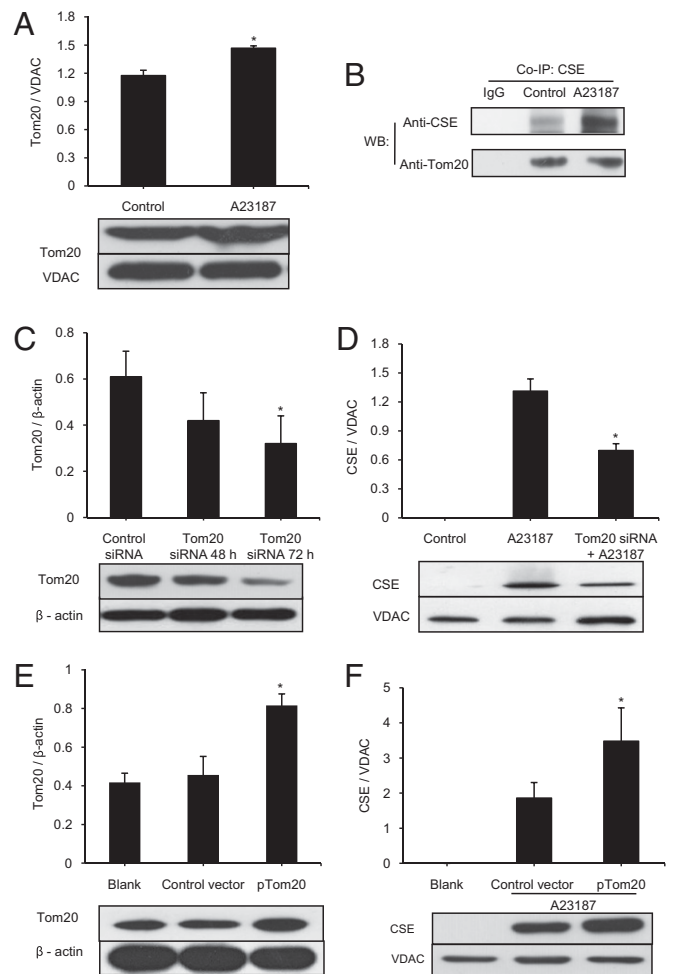 A
Tom20 / VDAC
1.8
1.5
1.2
0.9
0.6
0.3
0
*
Control A23187
Tom20
VDAC
B
Co-IP: CSE
IgG Control A23187
WB:
Anti-CSE
Anti-Tom20
C
Tom20 / β-actin
0.8
0.6
0.4
0.2
0
*
Control siRNA
Tom20 siRNA 48 h
Tom20 siRNA 72 h
Tom20
β - actin
D
CSE / VDAC
1.8
1.5
1.2
0.9
0.6
0.3
0
*
Control A23187 Tom20 siRNA
+ A23187
CSE
VDAC
E
Tom20 / β-actin
1
0.8
0.6
0.4
0.2
0
*
Blank Control vector pTom20
Tom20
β - actin
F
CSE / VDAC
5
4
3
2
1
0
*
Blank Control vector pTom20
A23187
CSE
VDAC